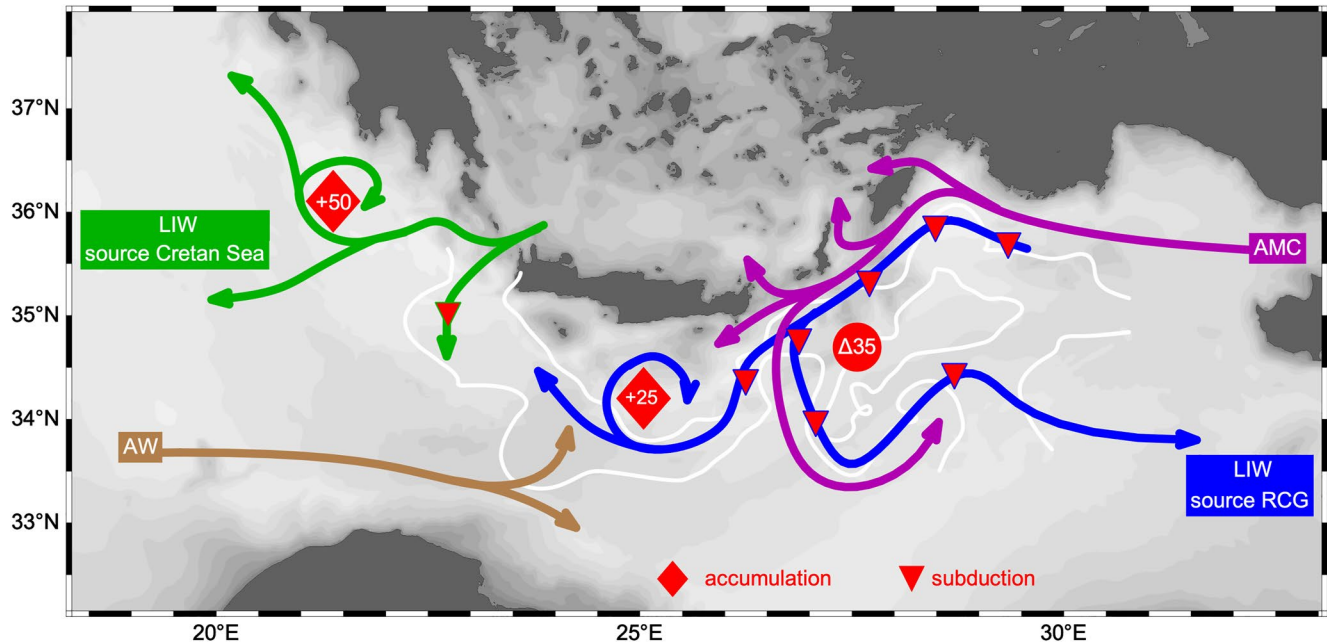 37°N
36°N
35°N
34°N
33°N
+50
LIW
source Cretan Sea
AMC
Δ35
+25
AW
LIW
source RCG
accumulation
subduction
20°E
25°E
30°E